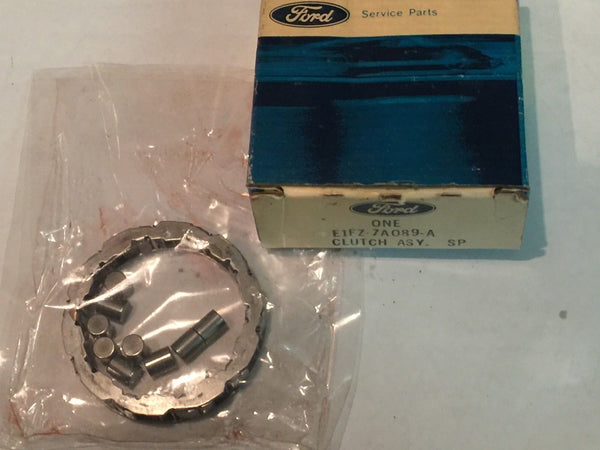 Ford Service Parts
Ford
ONE
E1FZ-7A089-A
CLUTCH ASY. SP